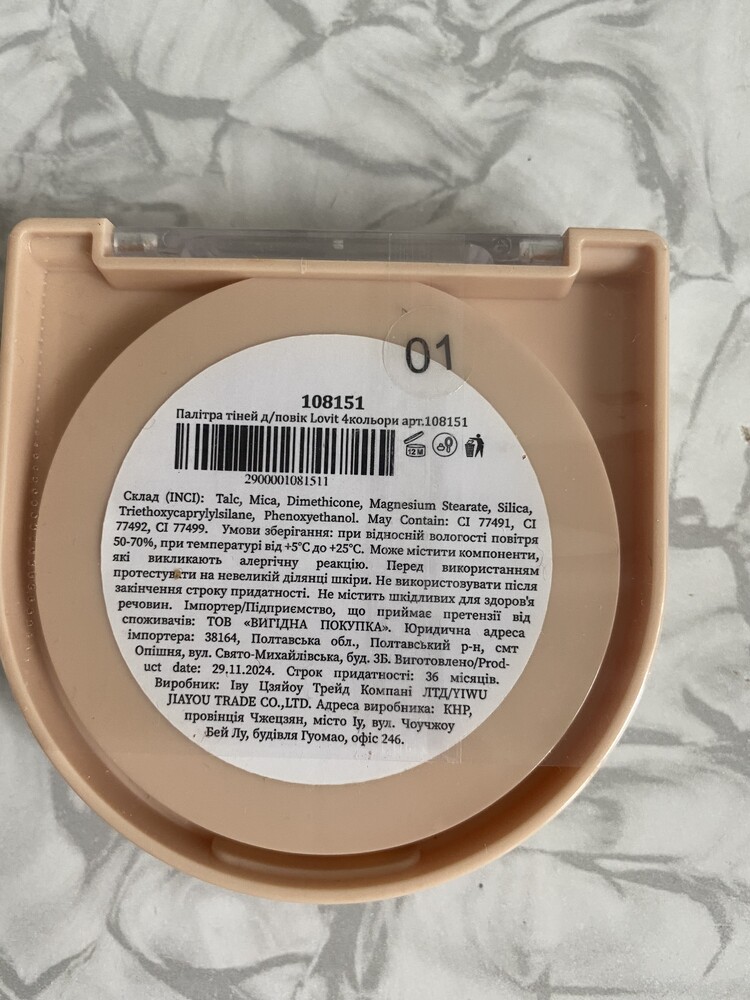 01
108151
Палітра тіней д/повік Lovit 4кольори арт.108151
12 M
2900001081511
Склад (INCI): Talc, Mica, Dimethicone, Magnesium Stearate, Silica,
Triethoxycaprylylsilane, Phenoxyethanol. May Contain: CI 77491, CI
77492, CI 77499. Умови зберігання: при відносній вологості повітря
50-70%, при температурі від +5°C до +25°C. Може містити компоненти,
які викликають алергічну реакцію. Перед використанням
протестувати на невеликій ділянці шкіри. Не використовувати після
закінчення строку придатності. Не містить шкідливих для здоров'я
речовин. Імпортер/Підприємство, що приймає претензії від
споживачів: ТОВ «ВИГІДНА ПОКУПКА». Юридична адреса
імпортера: 38164, Полтавська обл., Полтавський р-н, смт
Опішня, вул. Свято-Михайлівська, буд. 3Б. Виготовлено/Prod-
uct date: 29.11.2024. Строк придатності: 36 місяців.
Виробник: Іву Цзяйоу Трейд Компані ЛТД/YIWU
JIAYOU TRADE CO.,LTD. Адреса виробника: КНР,
провінція Чжецзян, місто Іу, вул. Чоучжоу
Бей Лу, будівля Гуомао, офіс 246.